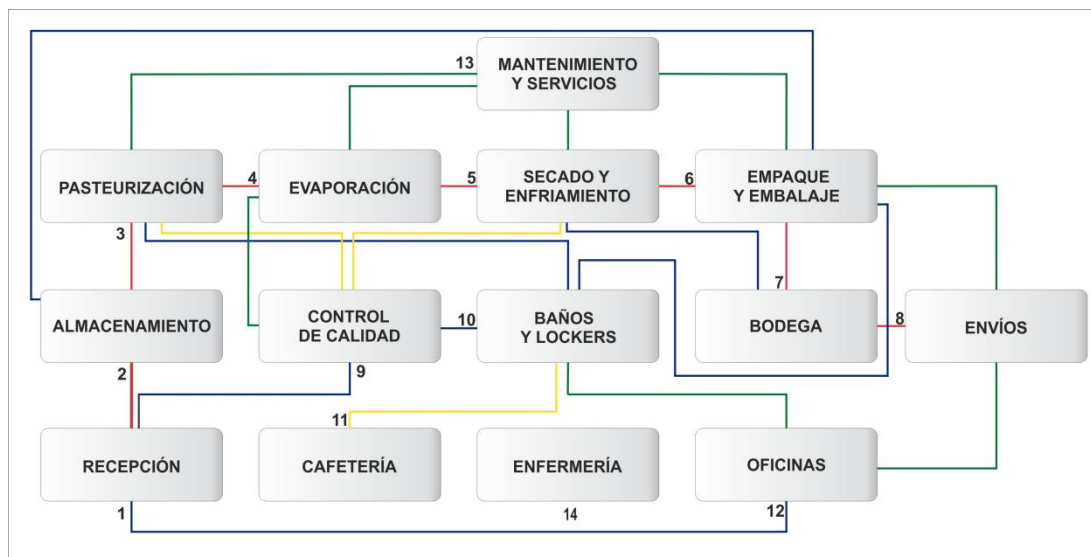 13
MANTENIMIENTO
Y SERVICIOS
PASTEURIZACIÓN
4
EVAPORACIÓN
5
SECADO Y
ENFRIAMIENTO
6
EMPAQUE
Y EMBALAJE
3
7
ALMACENAMIENTO
CONTROL
DE CALIDAD
10
BAÑOS
Y LOCKERS
BODEGA
8
ENVÍOS
2
9
11
RECEPCIÓN
CAFETERÍA
ENFERMERÍA
OFICINAS
1
14
12